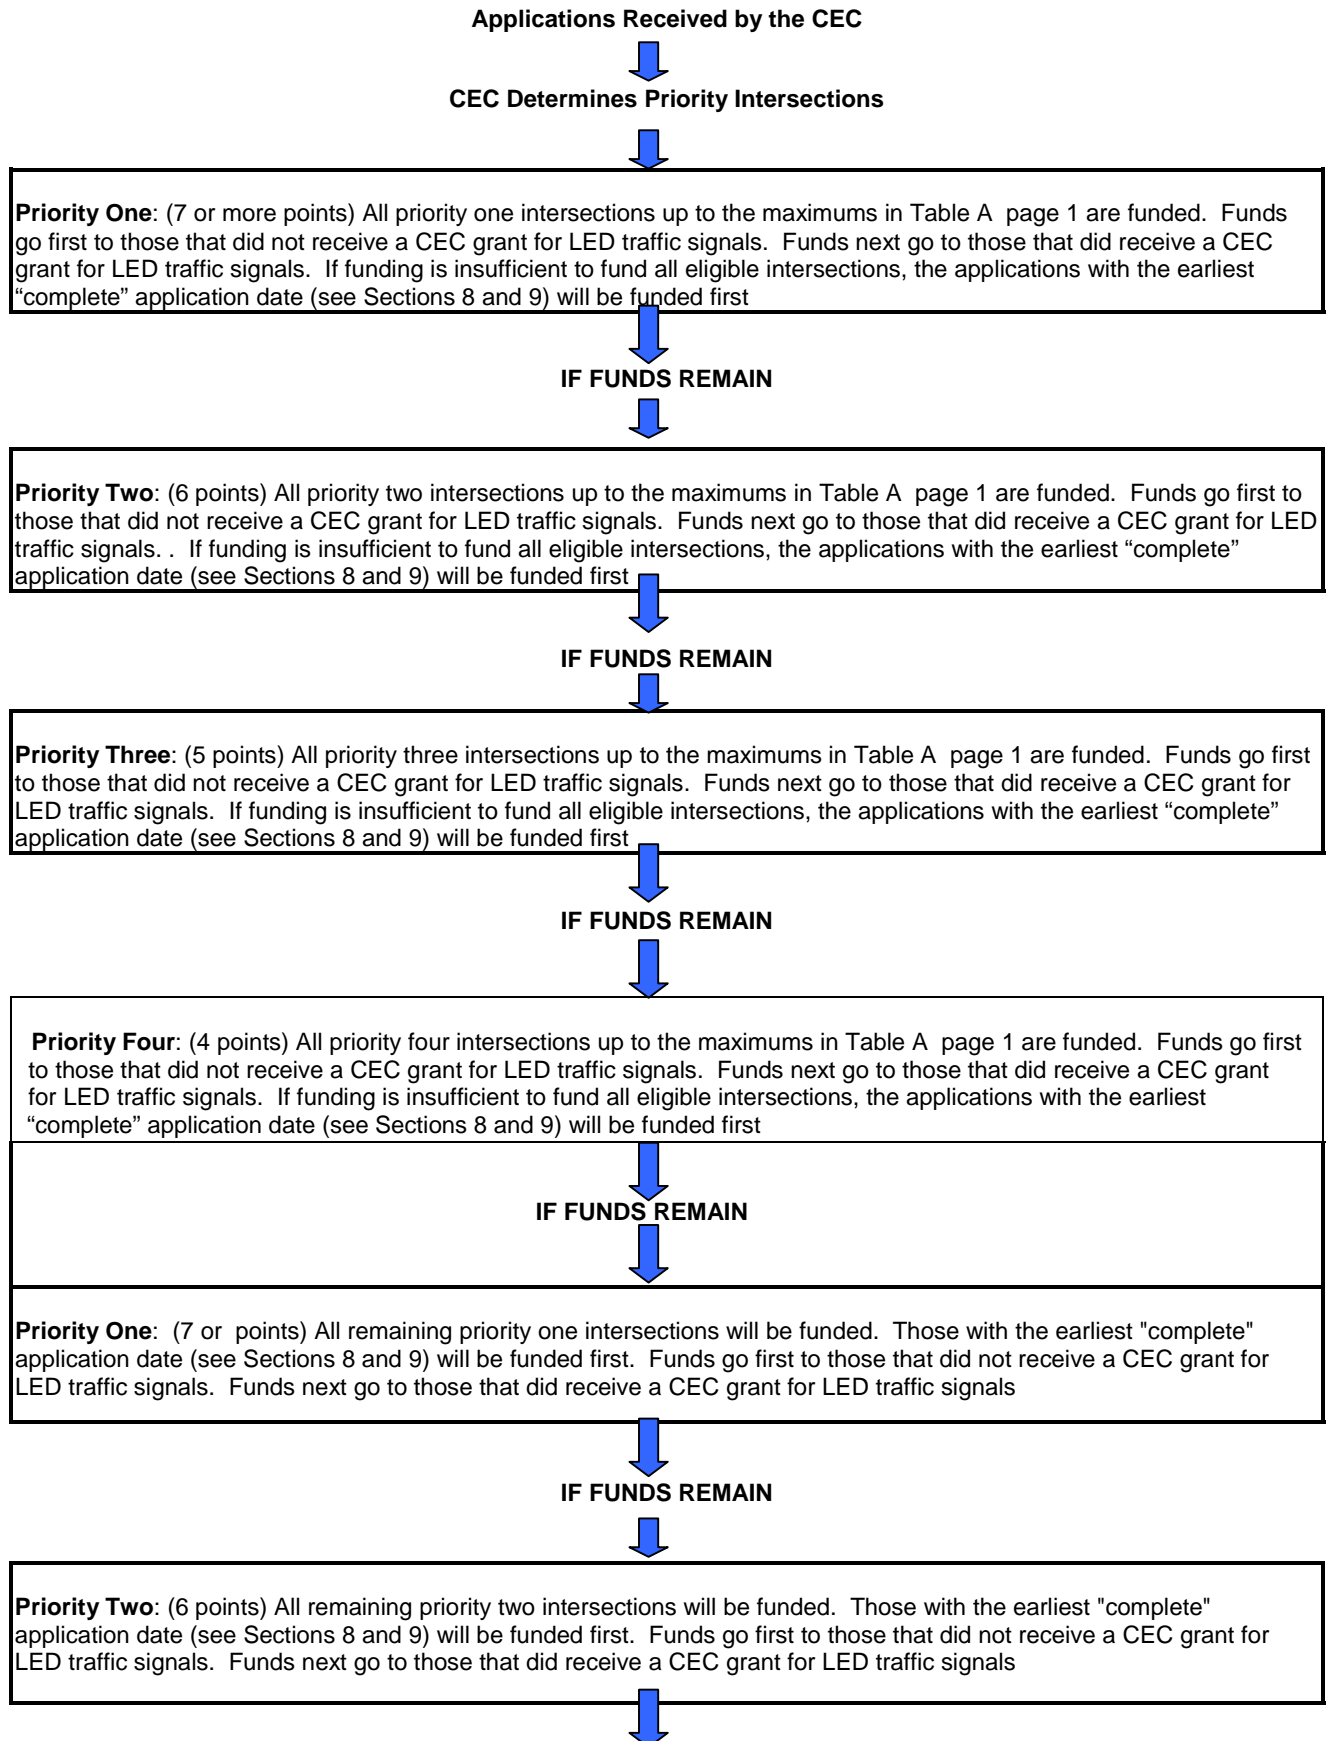 Applications Received by the CEC
CEC Determines Priority Intersections
Priority One: (7 or more points) All priority one intersections up to the maximums in Table A page 1 are funded. Funds
go first to those that did not receive a CEC grant for LED traffic signals. Funds next go to those that did receive a CEC
grant for LED traffic signals. If funding is insufficient to fund all eligible intersections, the applications with the earliest
“complete” application date (see Sections 8 and 9) will be funded first
IF FUNDS REMAIN
Priority Two: (6 points) All priority two intersections up to the maximums in Table A page 1 are funded. Funds go first to
those that did not receive a CEC grant for LED traffic signals. Funds next go to those that did receive a CEC grant for LED
traffic signals. . If funding is insufficient to fund all eligible intersections, the applications with the earliest “complete”
application date (see Sections 8 and 9) will be funded first
IF FUNDS REMAIN
Priority Three: (5 points) All priority three intersections up to the maximums in Table A page 1 are funded. Funds go first
to those that did not receive a CEC grant for LED traffic signals. Funds next go to those that did receive a CEC grant for
LED traffic signals. If funding is insufficient to fund all eligible intersections, the applications with the earliest “complete”
application date (see Sections 8 and 9) will be funded first
IF FUNDS REMAIN
Priority Four: (4 points) All priority four intersections up to the maximums in Table A page 1 are funded. Funds go first
to those that did not receive a CEC grant for LED traffic signals. Funds next go to those that did receive a CEC grant
for LED traffic signals. If funding is insufficient to fund all eligible intersections, the applications with the earliest
“complete” application date (see Sections 8 and 9) will be funded first
IF FUNDS REMAIN
Priority One: (7 or points) All remaining priority one intersections will be funded. Those with the earliest "complete"
application date (see Sections 8 and 9) will be funded first. Funds go first to those that did not receive a CEC grant for
LED traffic signals. Funds next go to those that did receive a CEC grant for LED traffic signals
IF FUNDS REMAIN
Priority Two: (6 points) All remaining priority two intersections will be funded. Those with the earliest "complete"
application date (see Sections 8 and 9) will be funded first. Funds go first to those that did not receive a CEC grant for
LED traffic signals. Funds next go to those that did receive a CEC grant for LED traffic signals